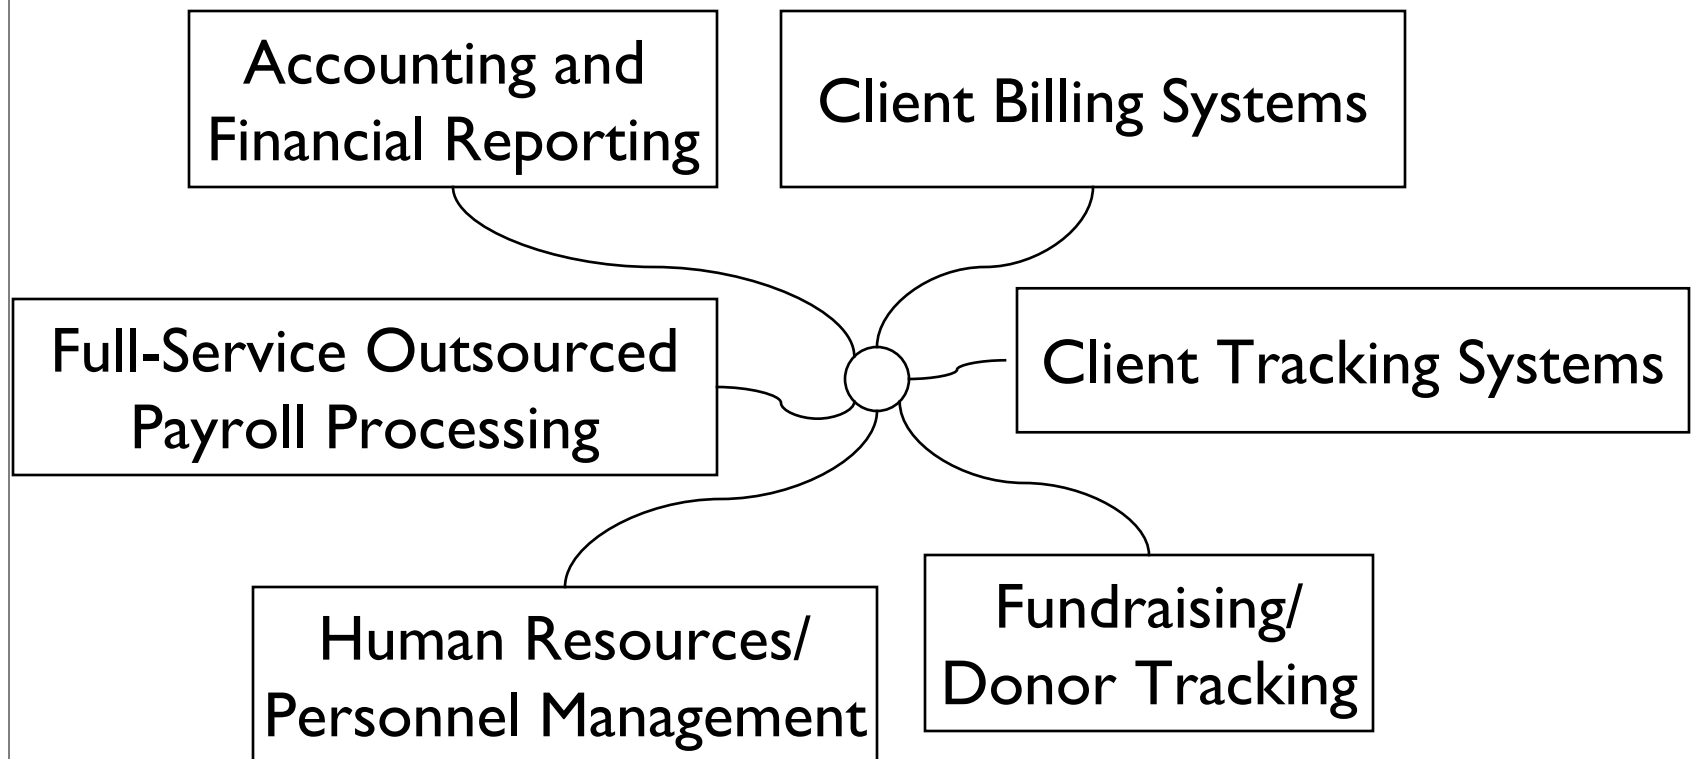 Accounting and
Financial Reporting
Client Billing Systems
Full-Service Outsourced
Payroll Processing
Client Tracking Systems
Human Resources/
Personnel Management
Fundraising/
Donor Tracking